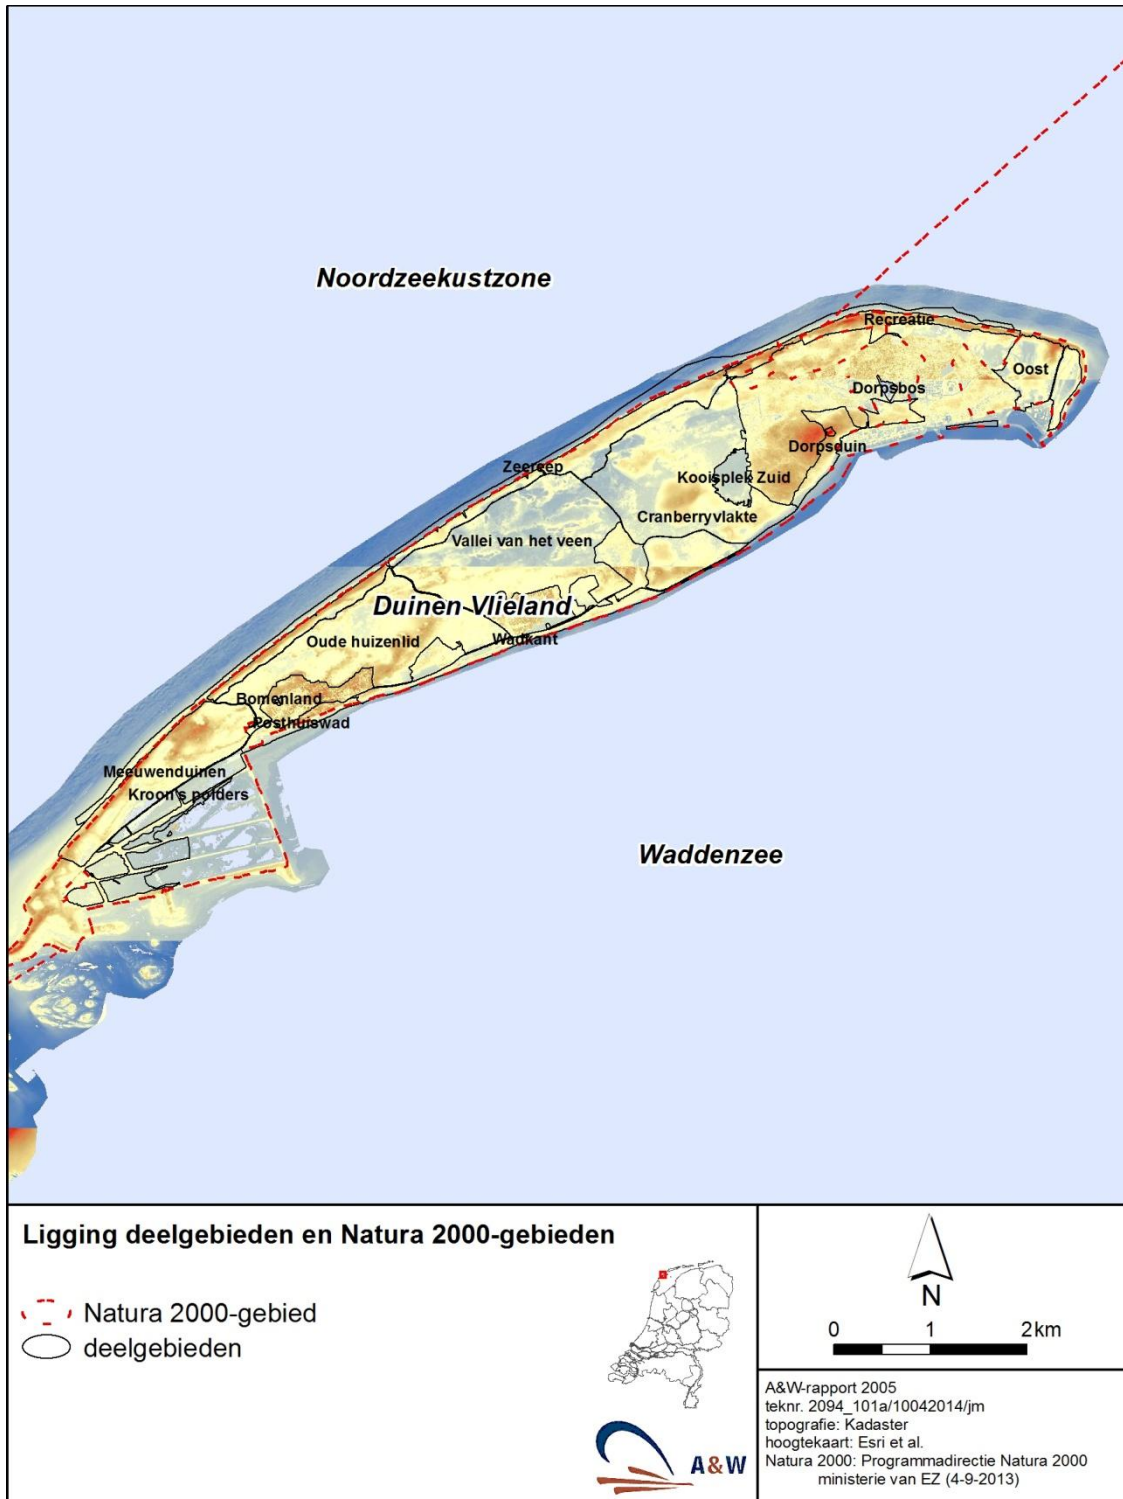 Noordzeekustzone
Recreatie
Oost
Dorpsbos
Dorpsduin
Zeereep
Kooisplek Zuid
Cranberryvlakte
Vallei van het veen
Duinen Vlieland
Wadkant
Oude huizenlid
Bomenland
Posthuiswad
Meeuwenduinen
Kroon's polders
Waddenzee
Ligging deelgebieden en Natura 2000-gebieden
Natura 2000-gebied
deelgebieden
N
0 1 2 km
A&W
A&W-rapport 2005
teknr. 2094_101a/10042014/jm
topografie: Kadaster
hoogtekaart: Esri et al.
Natura 2000: Programmadirectie Natura 2000
ministerie van EZ (4-9-2013)